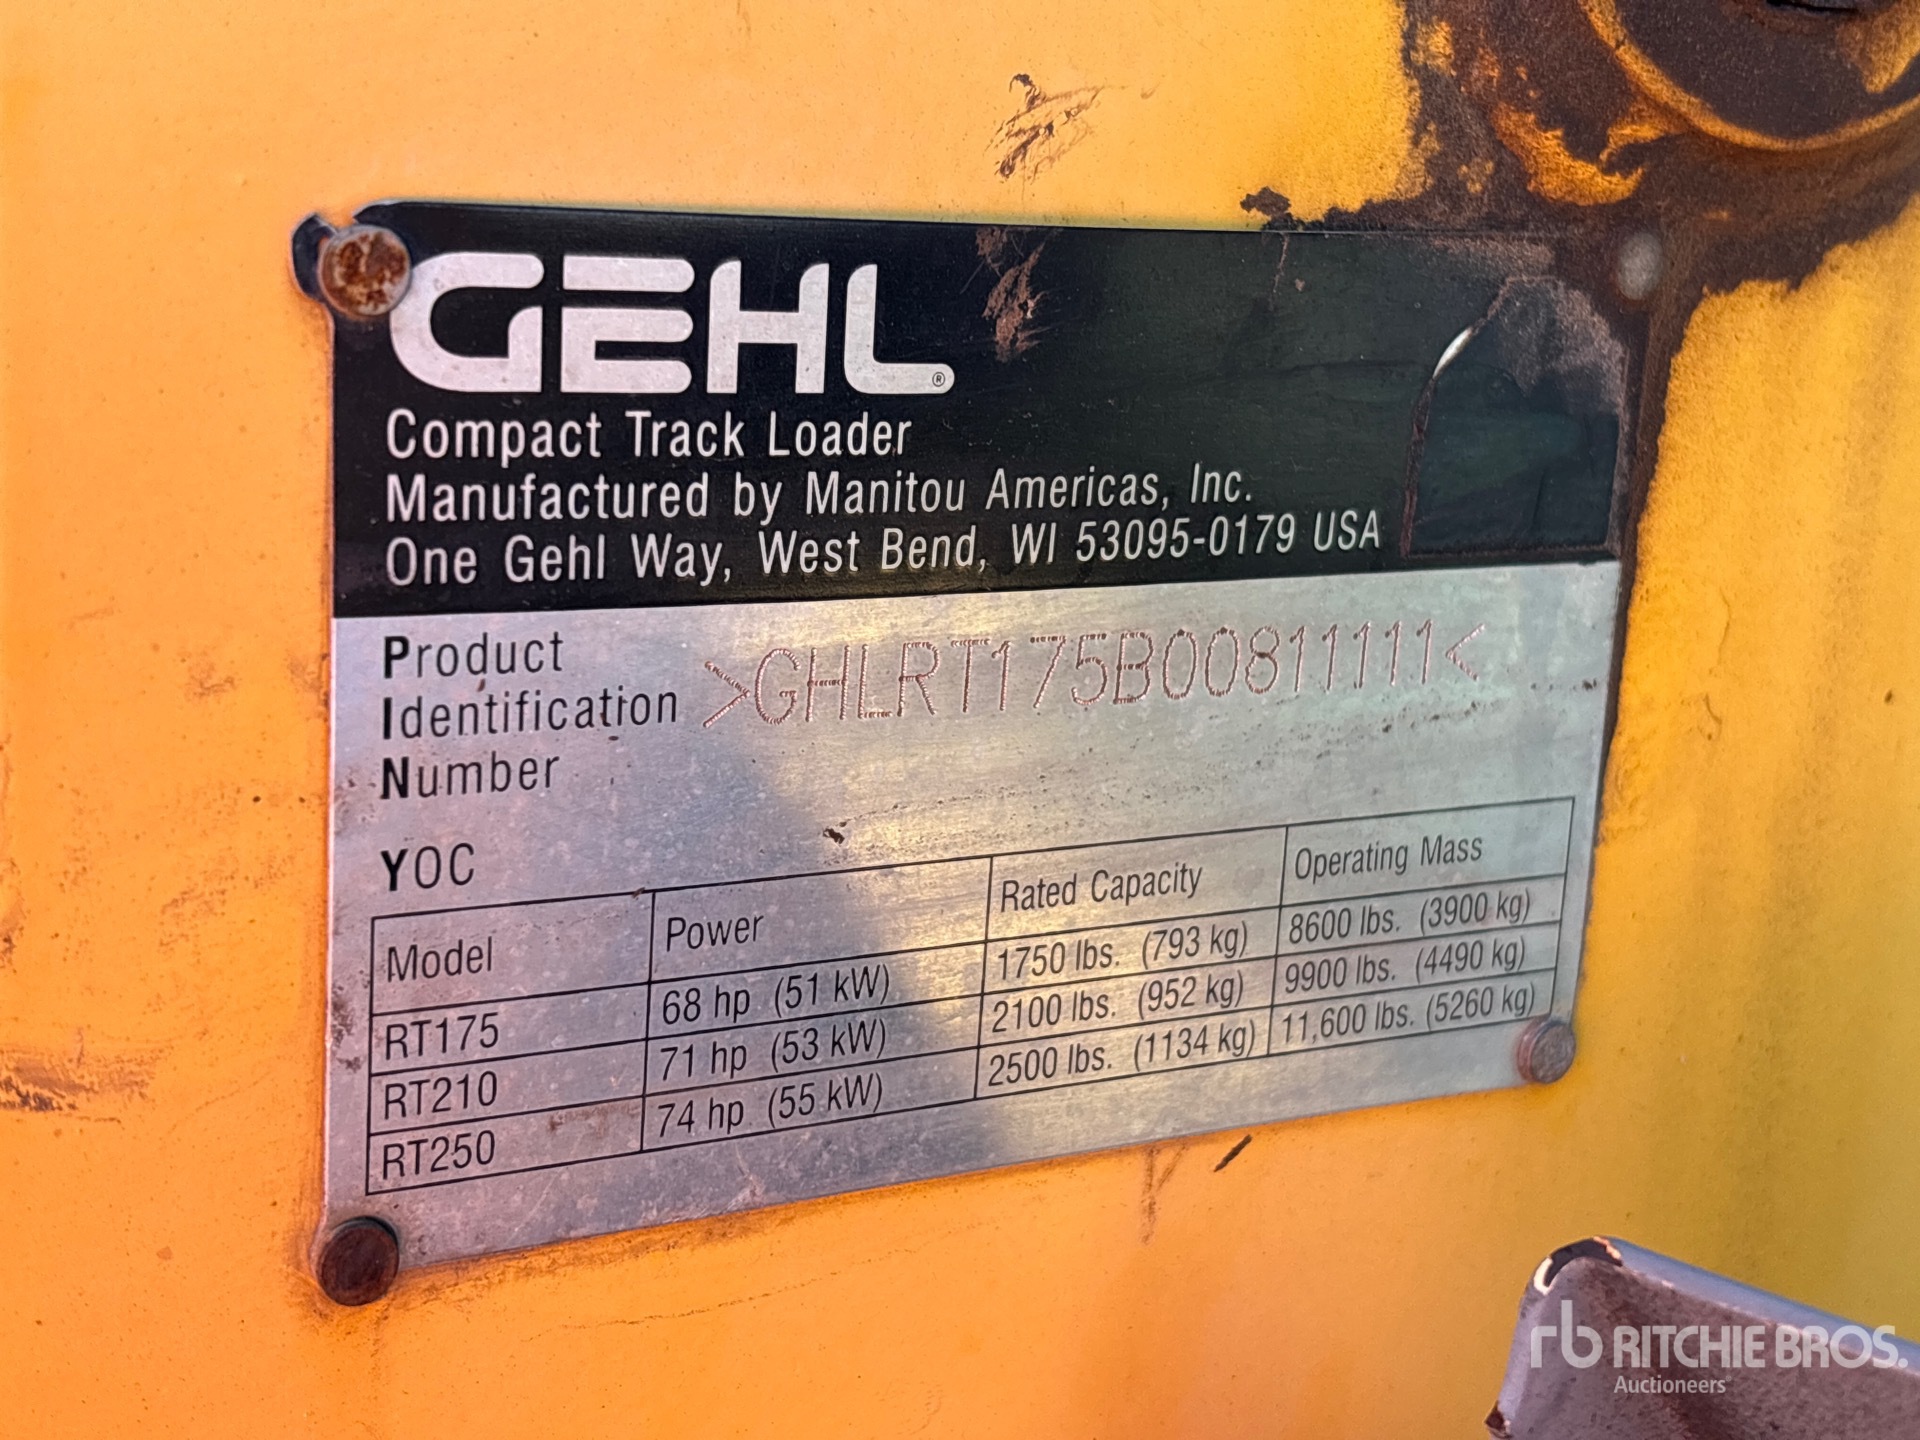 GEHL®
Compact Track Loader
Manufactured by Manitou Americas, Inc.
One Gehl Way, West Bend, WI 53095-0179 USA
Product
Identification
Number
>GHLRT175B00811111<
YOC
Model Power Rated Capacity Operating Mass
RT175 68 hp (51 kW) 1750 lbs. (793 kg) 8600 lbs. (3900 kg)
RT210 71 hp (53 kW) 2100 lbs. (952 kg) 9900 lbs. (4490 kg)
RT250 74 hp (55 kW) 2500 lbs. (1134 kg) 11,600 lbs. (5260 kg)
rb RITCHIE BROS.
Auctioneers